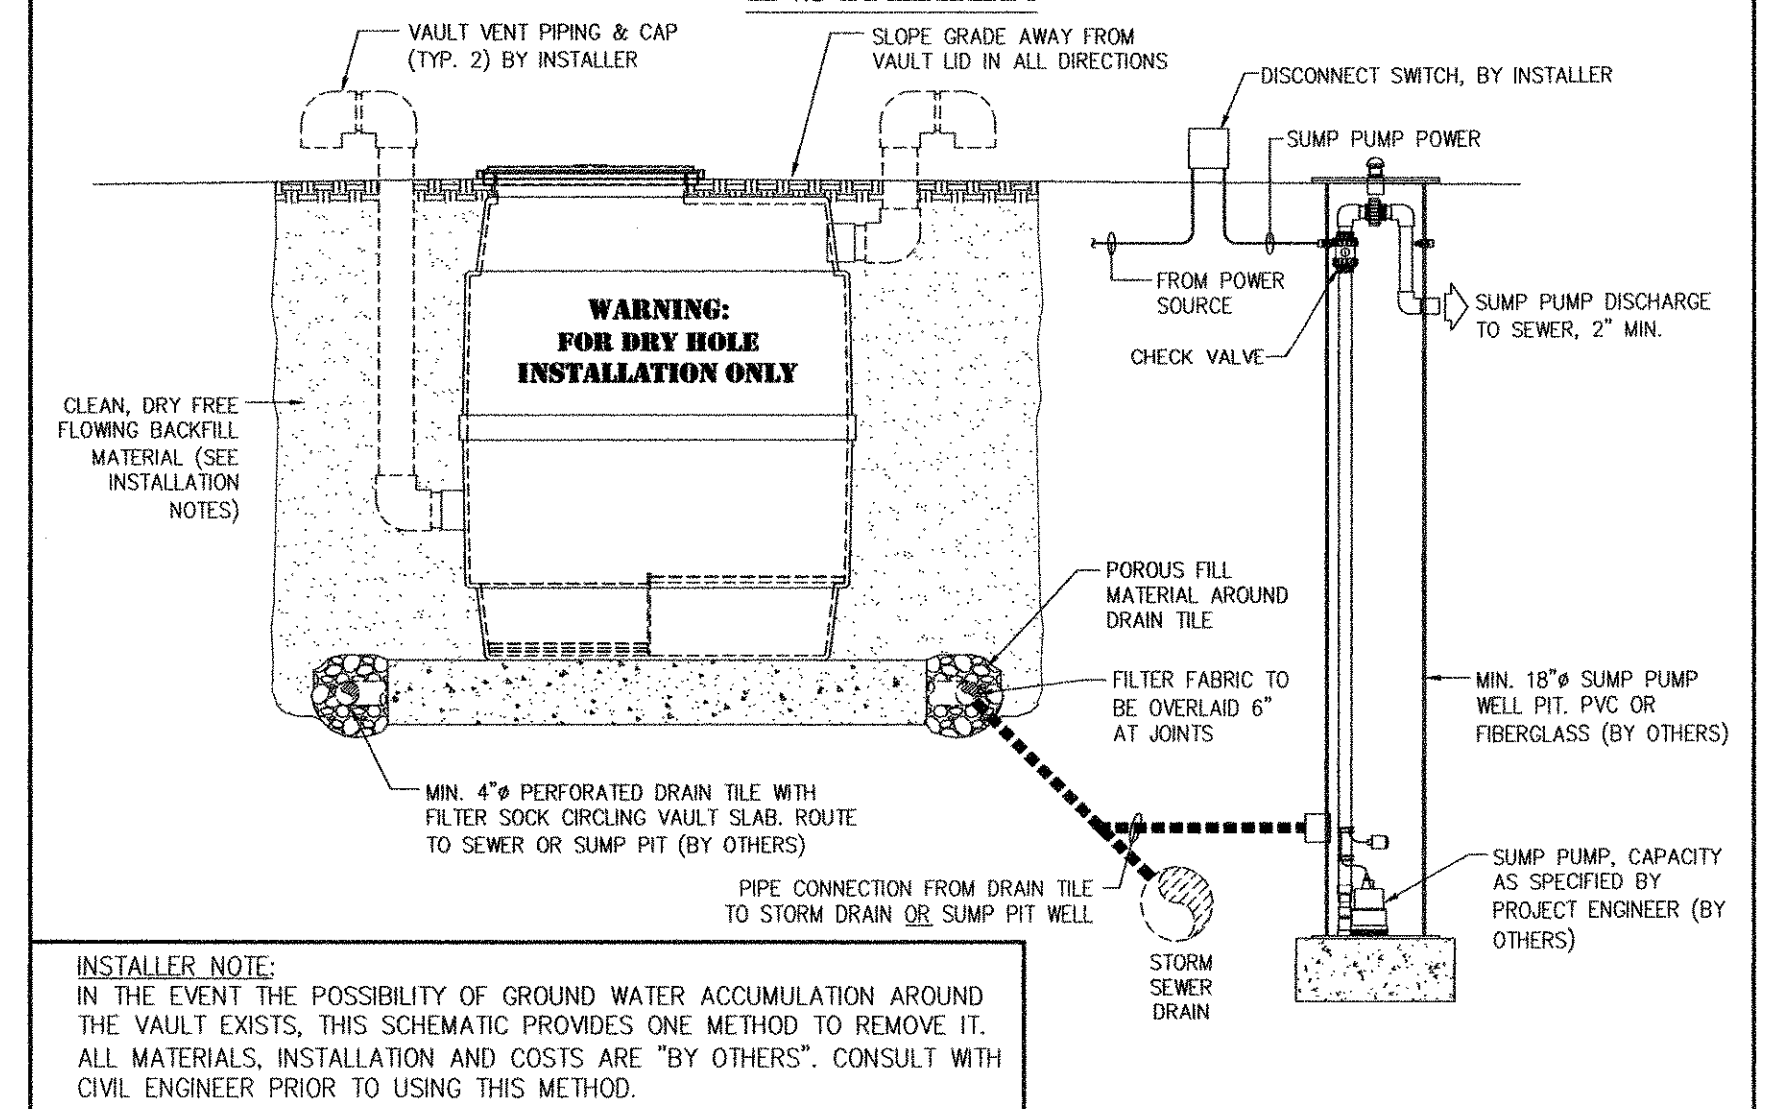 VAULT VENT PIPING & CAP
(TYP. 2) BY INSTALLER
SLOPE GRADE AWAY FROM
VAULT LID IN ALL DIRECTIONS
DISCONNECT SWITCH, BY INSTALLER
SUMP PUMP POWER
FROM POWER
SOURCE
SUMP PUMP DISCHARGE
TO SEWER, 2" MIN.
CHECK VALVE
WARNING:
FOR DRY HOLE
INSTALLATION ONLY
CLEAN, DRY FREE
FLOWING BACKFILL
MATERIAL (SEE
INSTALLATION
NOTES)
POROUS FILL
MATERIAL AROUND
DRAIN TILE
FILTER FABRIC TO
BE OVERLAID 6"
AT JOINTS
MIN. 18"ø SUMP PUMP
WELL PIT. PVC OR
FIBERGLASS (BY OTHERS)
MIN. 4"ø PERFORATED DRAIN TILE WITH
FILTER SOCK CIRCLING VAULT SLAB. ROUTE
TO SEWER OR SUMP PIT (BY OTHERS)
PIPE CONNECTION FROM DRAIN TILE
TO STORM DRAIN OR SUMP PIT WELL
SUMP PUMP, CAPACITY
AS SPECIFIED BY
PROJECT ENGINEER (BY
OTHERS)
STORM
SEWER
DRAIN
INSTALLER NOTE:
IN THE EVENT THE POSSIBILITY OF GROUND WATER ACCUMULATION AROUND
THE VAULT EXISTS, THIS SCHEMATIC PROVIDES ONE METHOD TO REMOVE IT.
ALL MATERIALS, INSTALLATION AND COSTS ARE "BY OTHERS". CONSULT WITH
CIVIL ENGINEER PRIOR TO USING THIS METHOD.